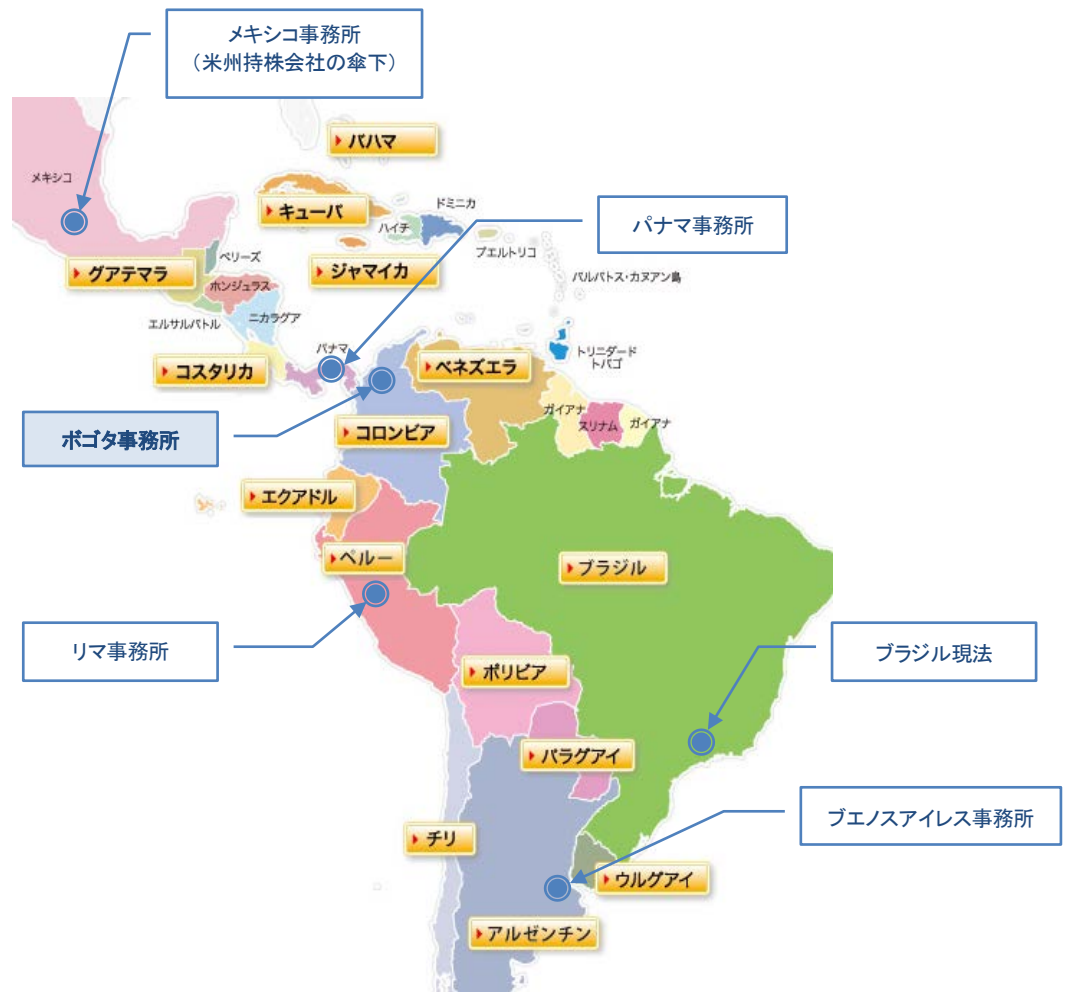 メキシコ事務所
（米州持株会社の傘下）
バハマ
メキシコ
キューバ
ドミニカ
ハイチ
プエルトリコ
パナマ事務所
ベリーズ
グアテマラ
ジャマイカ
バルバトス・カヌアン島
ホンジュラス
エルサルバトル
ニカラグア
パナマ
トリニダード
トバゴ
コスタリカ
ベネズエラ
ガイアナ
スリナム
ガイアナ
ボゴタ事務所
コロンビア
エクアドル
ペルー
ブラジル
リマ事務所
ブラジル現法
ボリビア
パラグアイ
ブエノスアイレス事務所
チリ
ウルグアイ
アルゼンチン